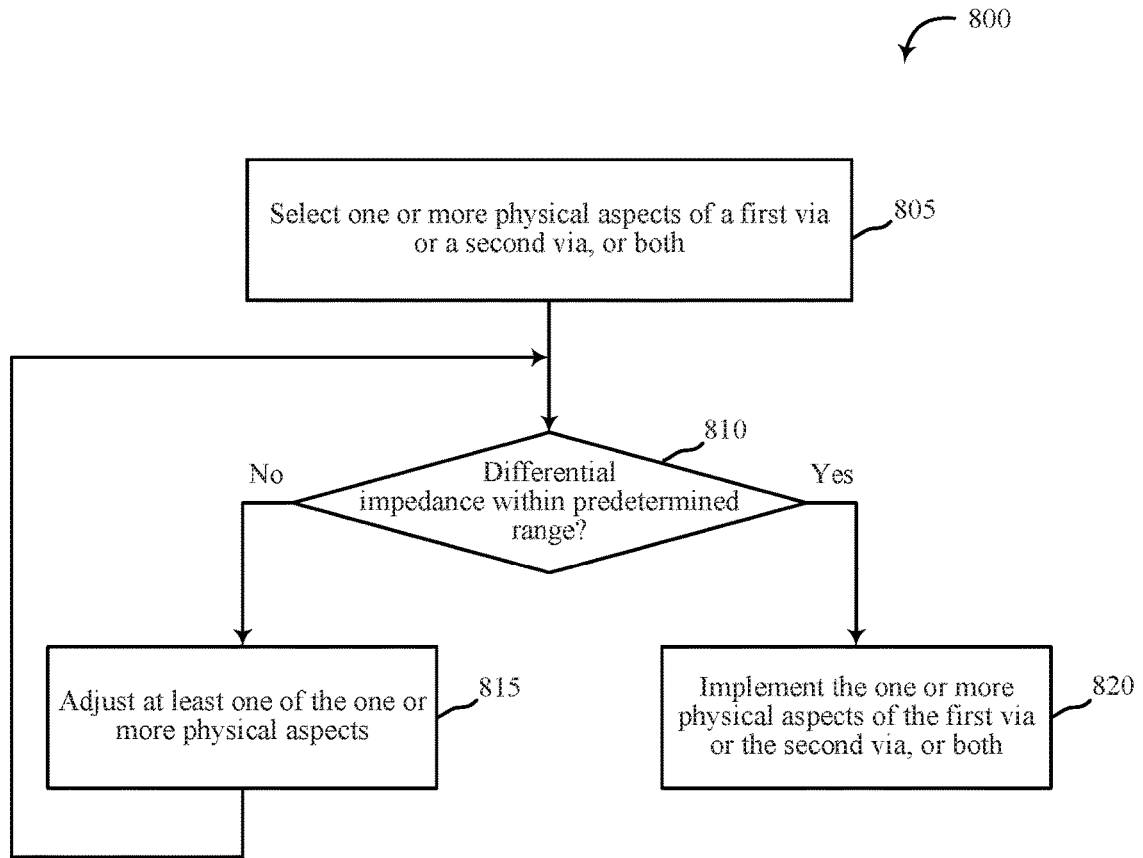 800
Select one or more physical aspects of a first via
or a second via, or both
805
810
No
Differential
impedance within predetermined
range?
Yes
Adjust at least one of the one or
more physical aspects
815
Implement the one or more
physical aspects of the first via
or the second via, or both
820